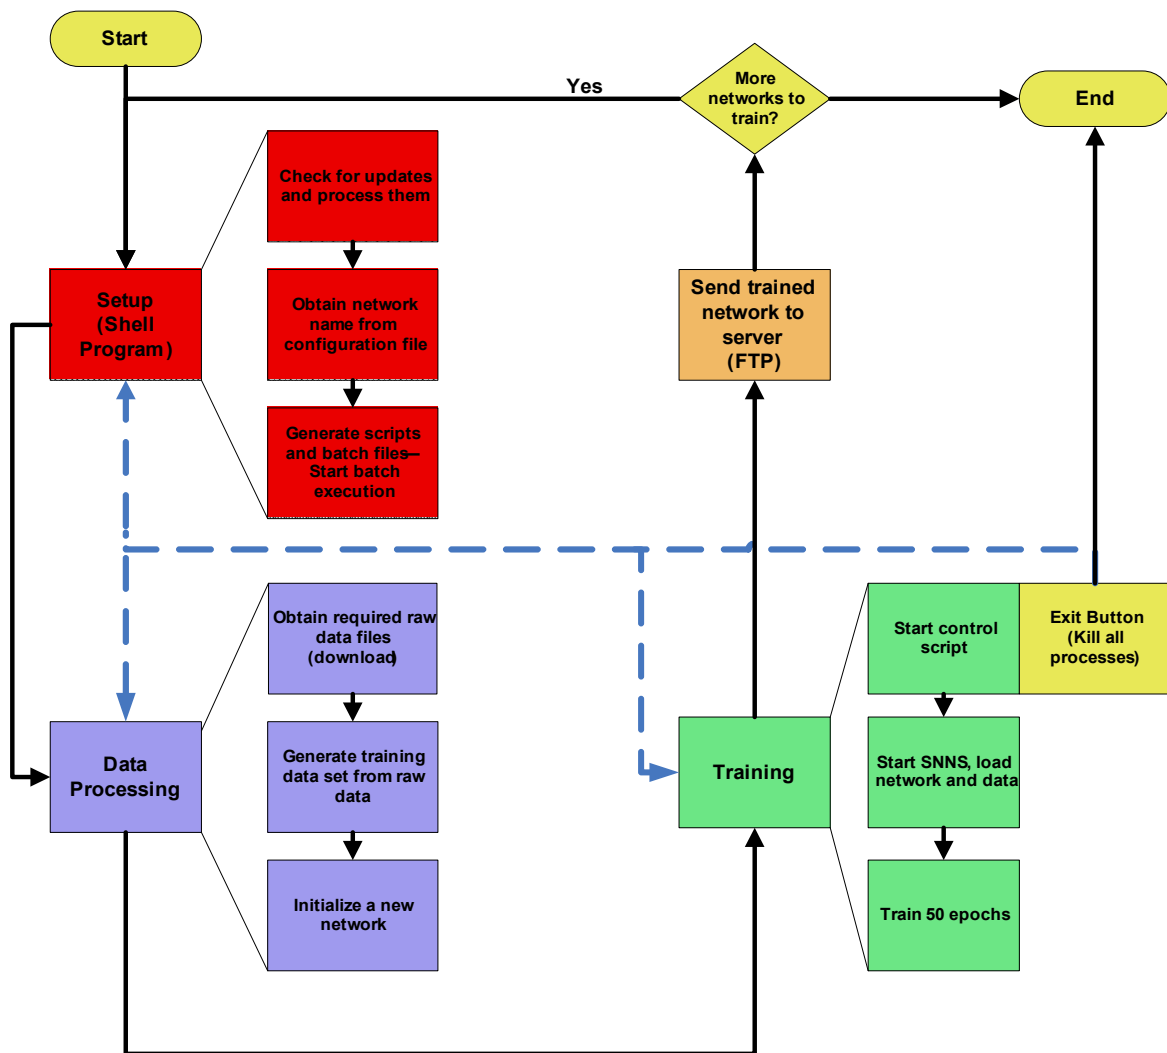 Start
Yes
More
networks to
train?
End
Check for updates
and process them
Setup
(Shell
Program)
Obtain network
name from
configuration file
Generate scripts
and batch files—
Start batch
execution
Send trained
network to
server
(FTP)
Obtain required raw
data files
(download)
Data
Processing
Generate training
data set from raw
data
Initialize a new
network
Training
Start control
script
Exit Button
(Kill all
processes)
Start SNNS, load
network and data
Train 50 epochs